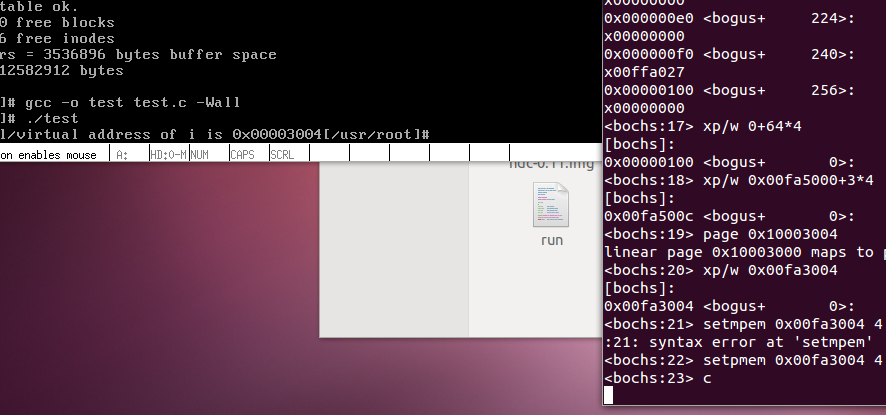 table ok.
0 free blocks
6 free inodes
rs = 3536896 bytes buffer space
12582912 bytes
]# gcc -o test test.c -Wall
]# ./test
l/virtual address of i is 0x00003004[/usr/root]#
on enables mouse A: HD:0-M NUM CAPS SCRL
hdc-0.11.img
run
x00000000
0x000000e0 <bogus+ 224>:
x00000000
0x000000f0 <bogus+ 240>:
x00ffa027
0x00000100 <bogus+ 256>:
x00000000
<bochs:17> xp/w 0+64*4
[bochs]:
0x00000100 <bogus+ 0>:
<bochs:18> xp/w 0x00fa5000+3*4
[bochs]:
0x00fa500c <bogus+ 0>:
<bochs:19> page 0x10003004
linear page 0x10003000 maps to p
<bochs:20> xp/w 0x00fa3004
[bochs]:
0x00fa3004 <bogus+ 0>:
<bochs:21> setmpem 0x00fa3004 4
:21: syntax error at 'setmpem'
<bochs:22> setpmem 0x00fa3004 4
<bochs:23> c